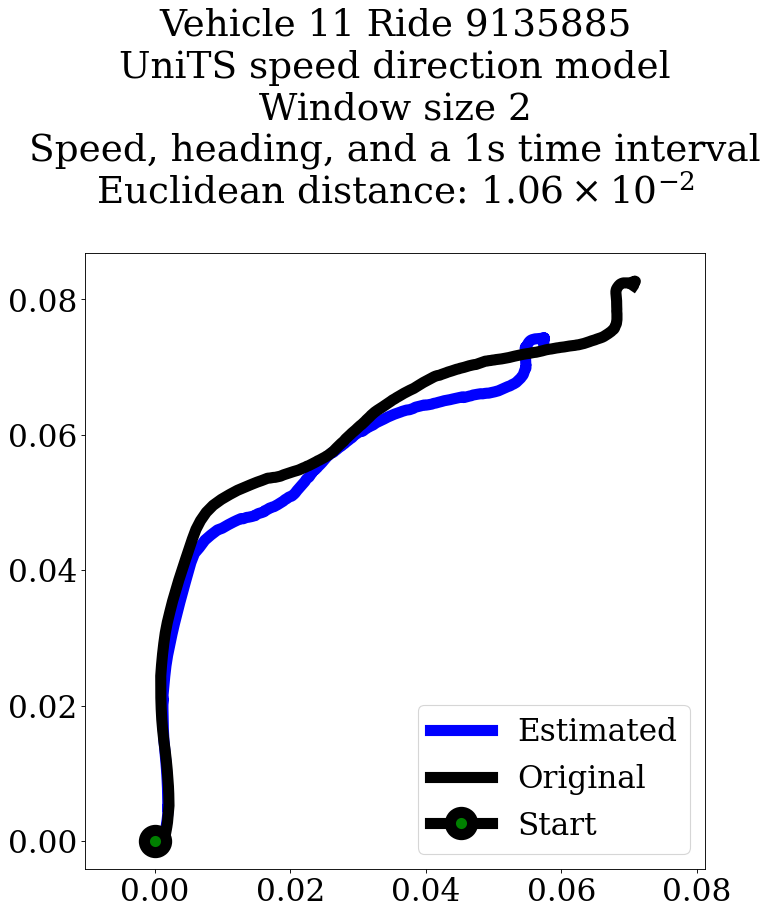 Vehicle 11 Ride 9135885
UniTS speed direction model
Window size 2
Speed, heading, and a 1s time interval
Euclidean distance: 1.06 × 10⁻²
0.08
0.06
0.04
0.02
0.00
Estimated
Original
Start
0.00 0.02 0.04 0.06 0.08